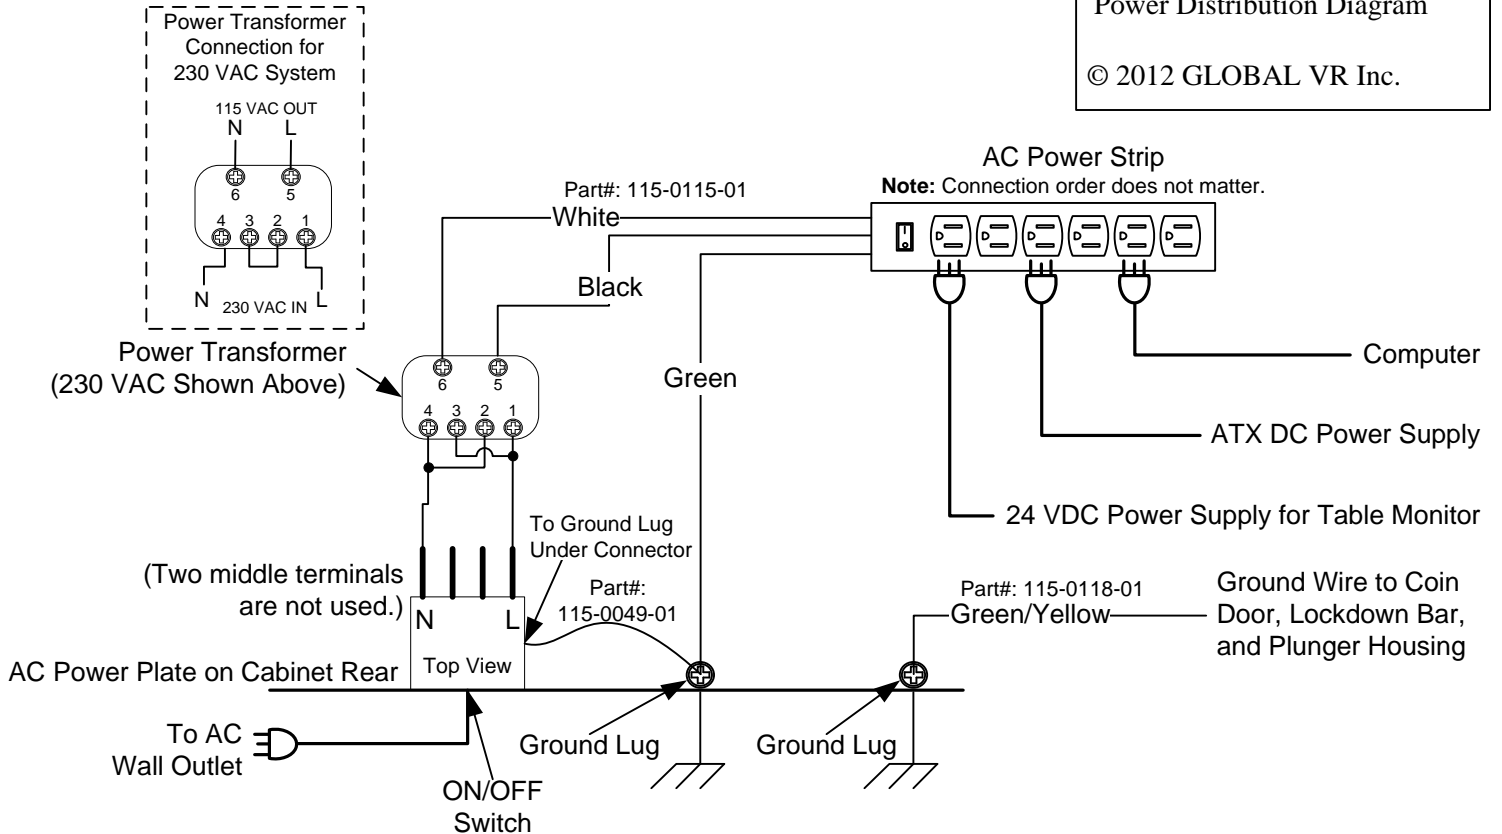 Power Distribution Diagram
© 2012 GLOBAL VR Inc.
Power Transformer
Connection for
230 VAC System
115 VAC OUT
N L
6 5
4 3 2 1
N 230 VAC IN L
Power Transformer
(230 VAC Shown Above)
AC Power Strip
Note: Connection order does not matter.
Part#: 115-0115-01
White
Black
Green
6 5
4 3 2 1
Computer
ATX DC Power Supply
24 VDC Power Supply for Table Monitor
To Ground Lug
Under Connector
(Two middle terminals
are not used.)
N L
Top View
Part#:
115-0049-01
Part#: 115-0118-01
Green/Yellow
Ground Wire to Coin
Door, Lockdown Bar,
and Plunger Housing
AC Power Plate on Cabinet Rear
To AC
Wall Outlet
ON/OFF
Switch
Ground Lug
Ground Lug